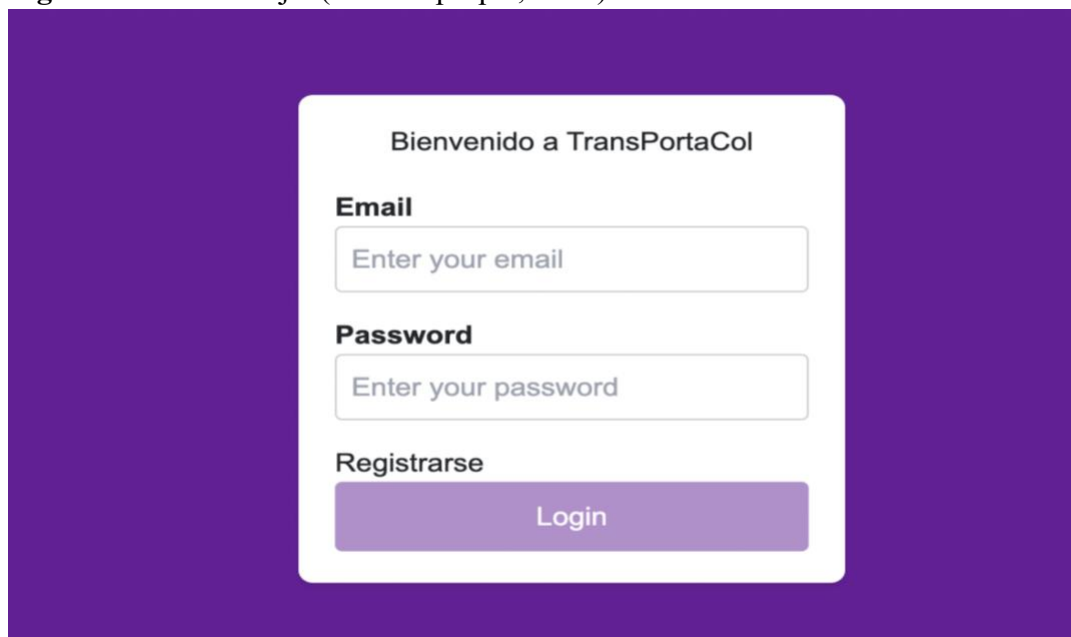 Bienvenido a TransPortaCol
Email
Enter your email
Password
Enter your password
Registrarse
Login